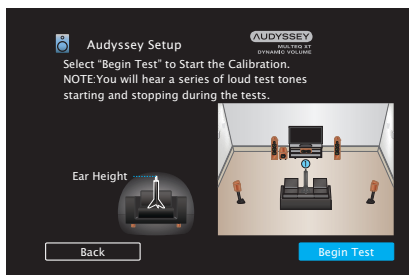 Audyssey Setup
AUDYSSEY
MULTEQ XT
DYNAMIC VOLUME
Select “Begin Test” to Start the Calibration.
NOTE:You will hear a series of loud test tones
starting and stopping during the tests.
Ear Height
Back
Begin Test